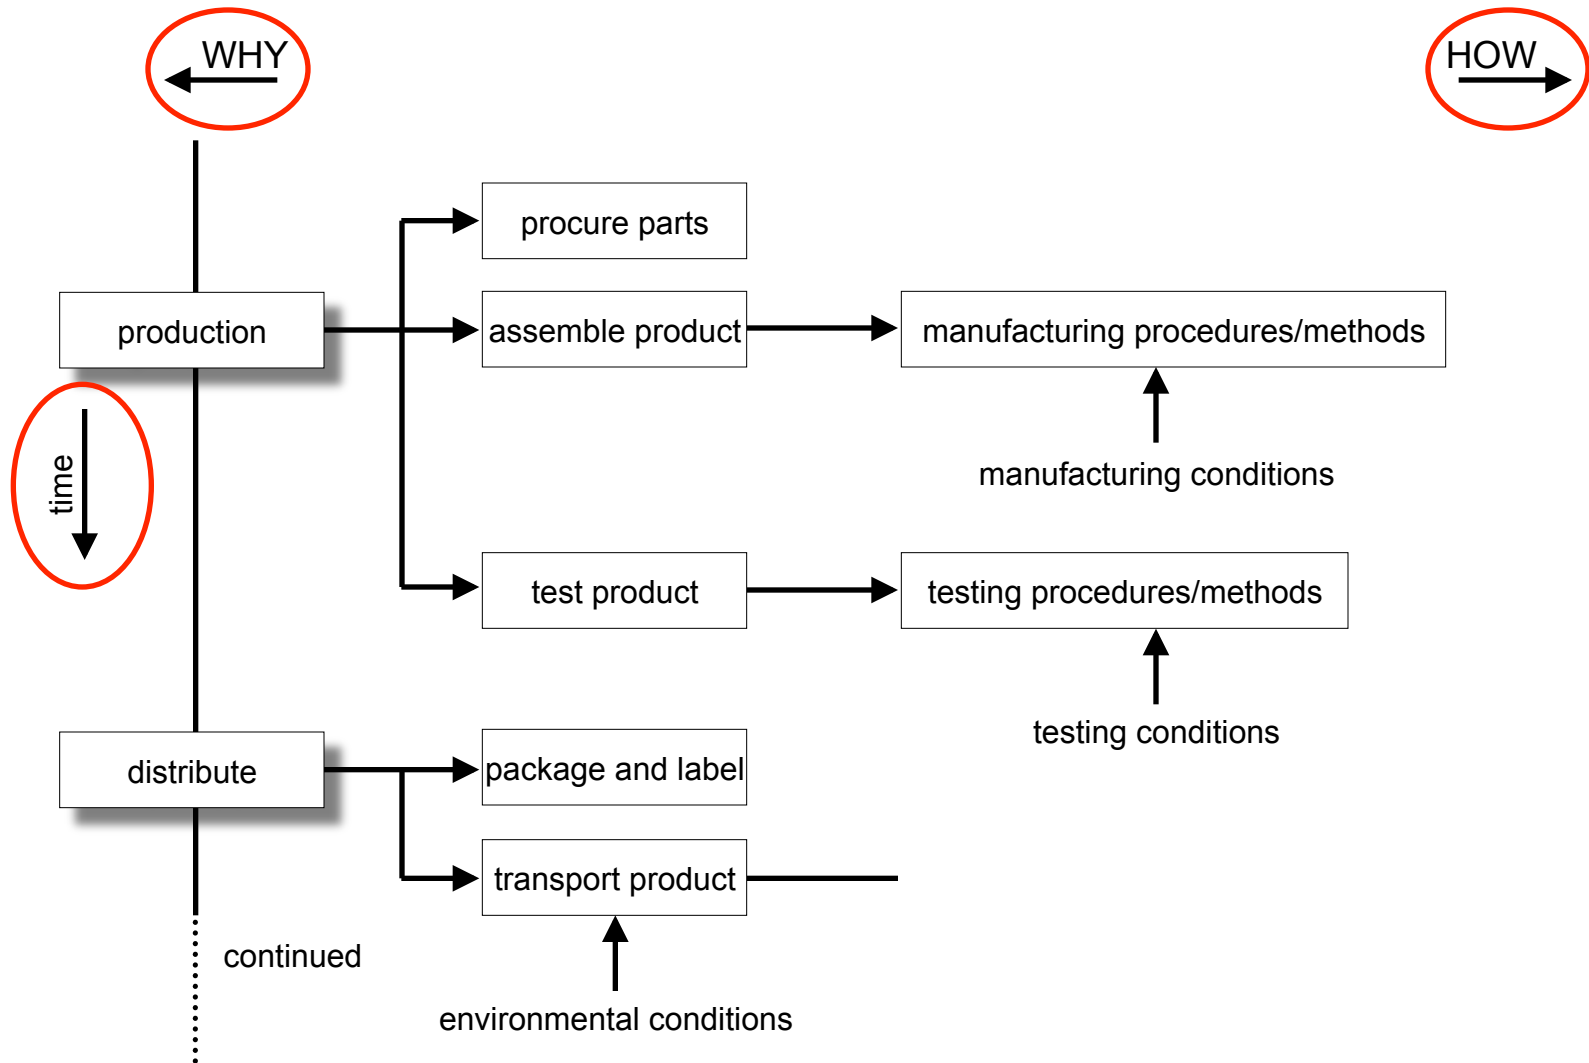 WHY
HOW
procure parts
production
assemble product
manufacturing procedures/methods
time
manufacturing conditions
test product
testing procedures/methods
testing conditions
distribute
package and label
transport product
continued
environmental conditions